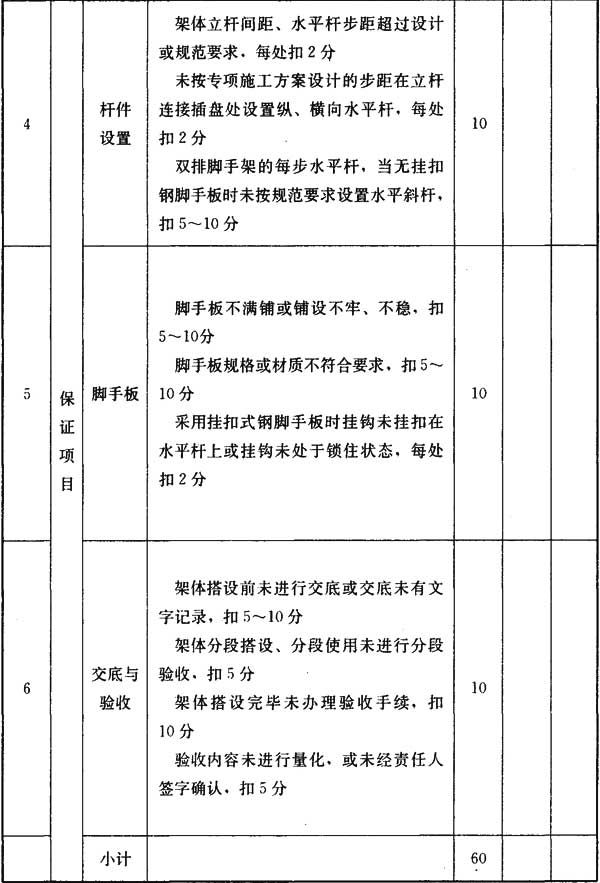 4
杆件
设置
架体立杆间距、水平杆步距超过设计
或规范要求，每处扣2分
未按专项施工方案设计的步距在立杆
连接插盘处设置纵、横向水平杆，每处
扣2分
双排脚手架的每步水平杆，当无挂扣
钢脚手板时未按规范要求设置水平斜杆，
扣5～10分
10
保
证
项
目
5
脚手板
脚手板不满铺或铺设不牢、不稳，扣
5～10分
脚手板规格或材质不符合要求，扣5～
10分
采用挂扣式钢脚手板时挂钩未挂扣在
水平杆上或挂钩未处于锁住状态，每处
扣2分
10
6
交底与
验收
架体搭设前未进行交底或交底未有文
字记录，扣5～10分
架体分段搭设、分段使用未进行分段
验收，扣5分
架体搭设完毕未办理验收手续，扣
10分
验收内容未进行量化，或未经责任人
签字确认，扣5分
10
小计
60